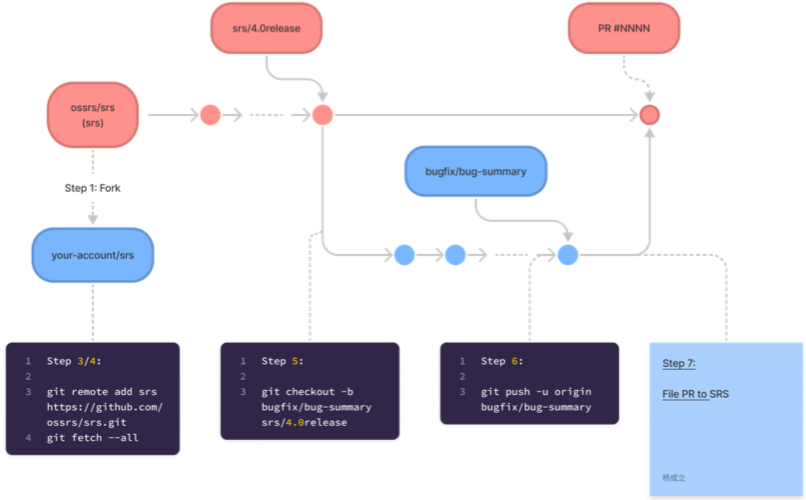 srs/4.0release
PR #NNNN
ossrs/srs
(srs)
bugfix/bug-summary
Step 1: Fork
your-account/srs
1 Step 3/4:
2
3 git remote add srs
https://github.com/
ossrs/srs.git
4 git fetch --all
1 Step 5:
2
3 git checkout -b
bugfix/bug-summary
srs/4.0release
1 Step 6:
2
3 git push -u origin
bugfix/bug-summary
Step 7:
File PR to SRS
杨成立